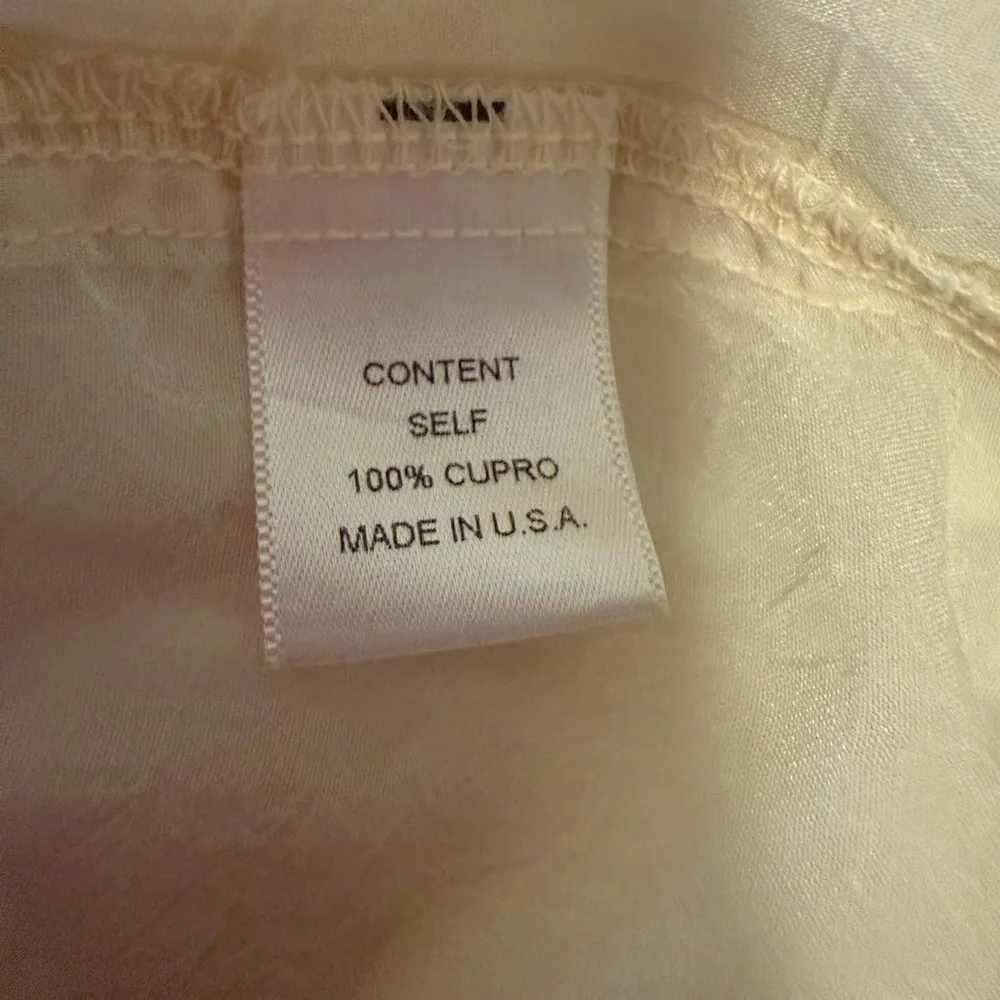 CONTENT
SELF
100% CUPRO
MADE IN U.S.A.